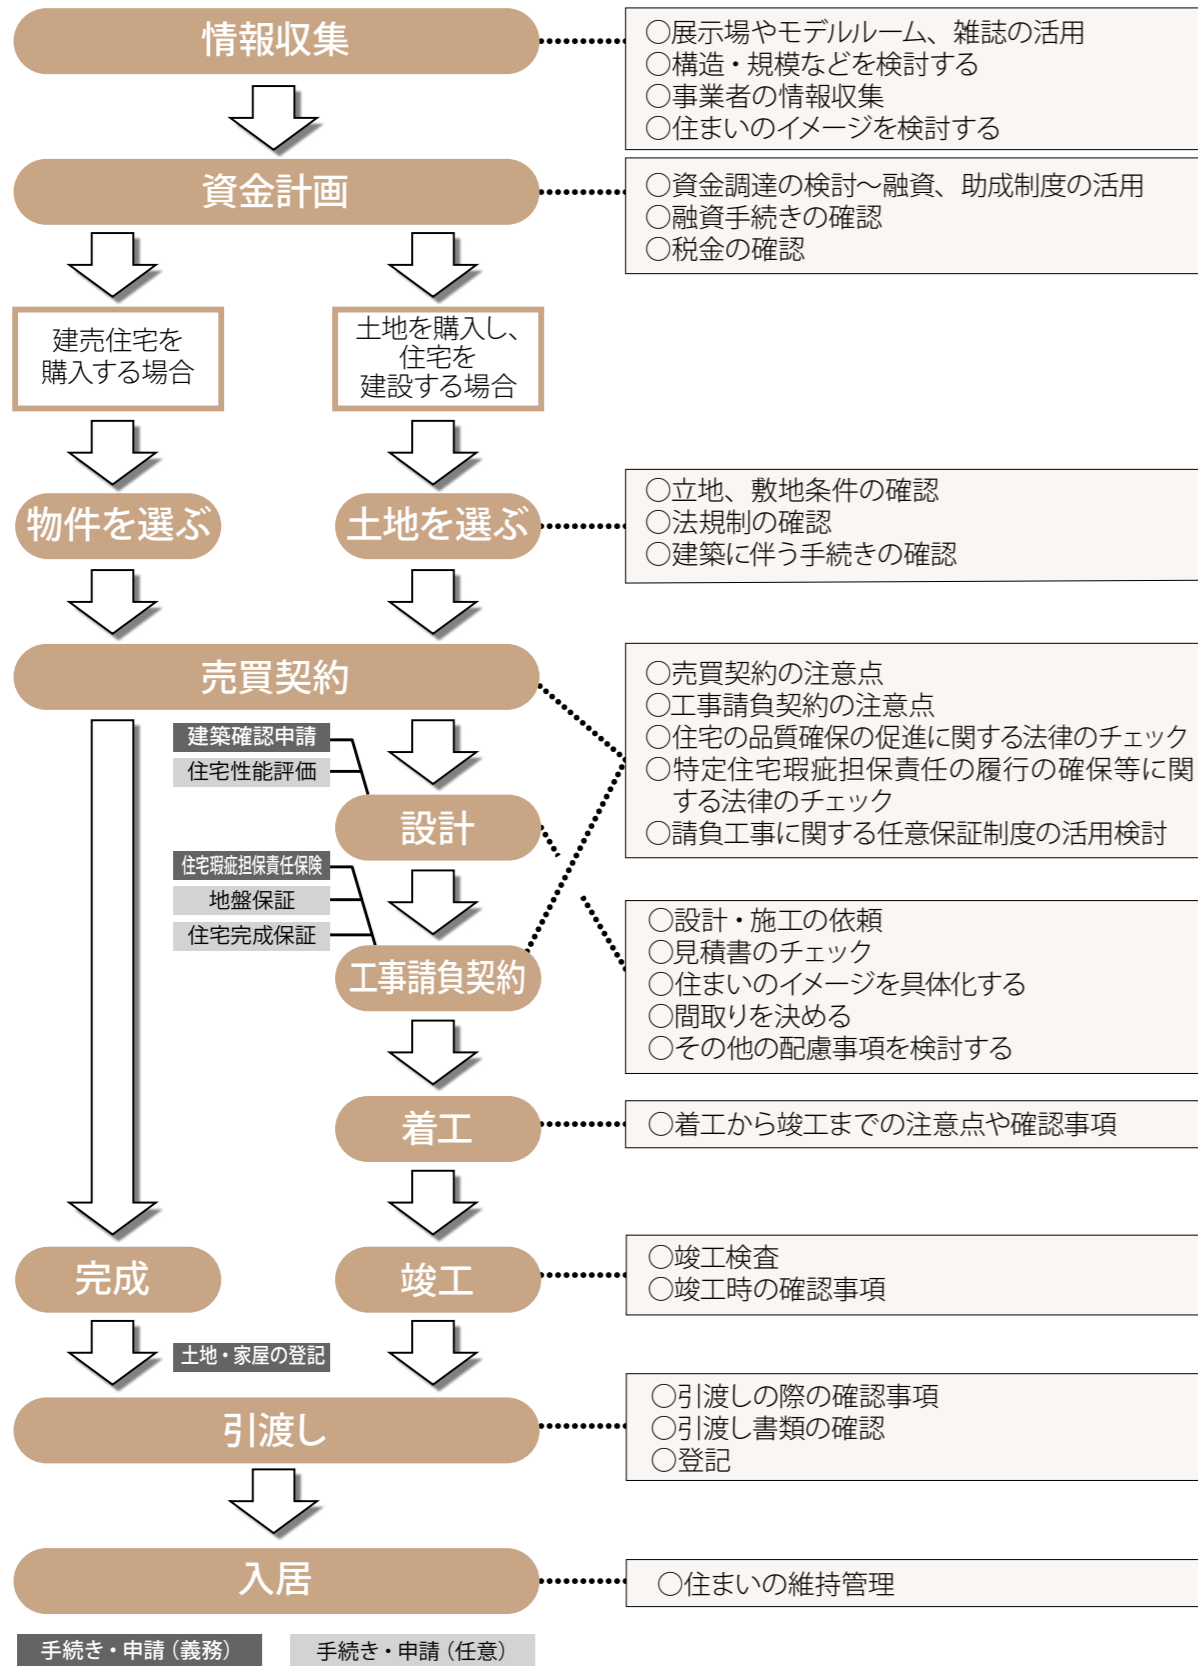 情報収集
○展示場やモデルルーム、雑誌の活用
○構造・規模などを検討する
○事業者の情報収集
○住まいのイメージを検討する
資金計画
○資金調達の検討～融資、助成制度の活用
○融資手続きの確認
○税金の確認
建売住宅を
購入する場合
土地を購入し、
住宅を
建設する場合
物件を選ぶ
土地を選ぶ
○立地、敷地条件の確認
○法規制の確認
○建築に伴う手続きの確認
売買契約
○売買契約の注意点
○工事請負契約の注意点
○住宅の品質確保の促進に関する法律のチェック
○特定住宅瑕疵担保責任の履行の確保等に関
する法律のチェック
○請負工事に関する任意保証制度の活用検討
建築確認申請
住宅性能評価
設計
住宅瑕疵担保責任保険
地盤保証
住宅完成保証
工事請負契約
○設計・施工の依頼
○見積書のチェック
○住まいのイメージを具体化する
○間取りを決める
○その他の配慮事項を検討する
着工
○着工から竣工までの注意点や確認事項
完成
竣工
○竣工検査
○竣工時の確認事項
土地・家屋の登記
引渡し
○引渡しの際の確認事項
○引渡し書類の確認
○登記
入居
○住まいの維持管理
手続き・申請（義務）
手続き・申請（任意）